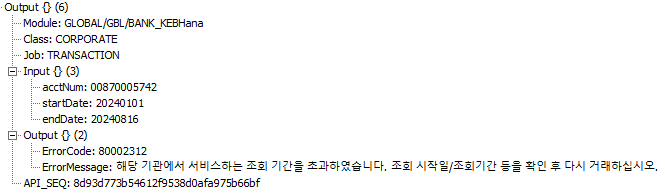 Output {} (6)
Module: GLOBAL/GBL/BANK_KEBHana
Class: CORPORATE
Job: TRANSACTION
Input {} (3)
acctNum: 00870005742
startDate: 20240101
endDate: 20240816
Output {} (2)
ErrorCode: 80002312
ErrorMessage: 해당 기관에서 서비스하는 조회 기간을 초과하였습니다. 조회 시작일/조회기간 등을 확인 후 다시 거래하십시오.
API_SEQ: 8d93d773b54612f9538d0afa975b66bf